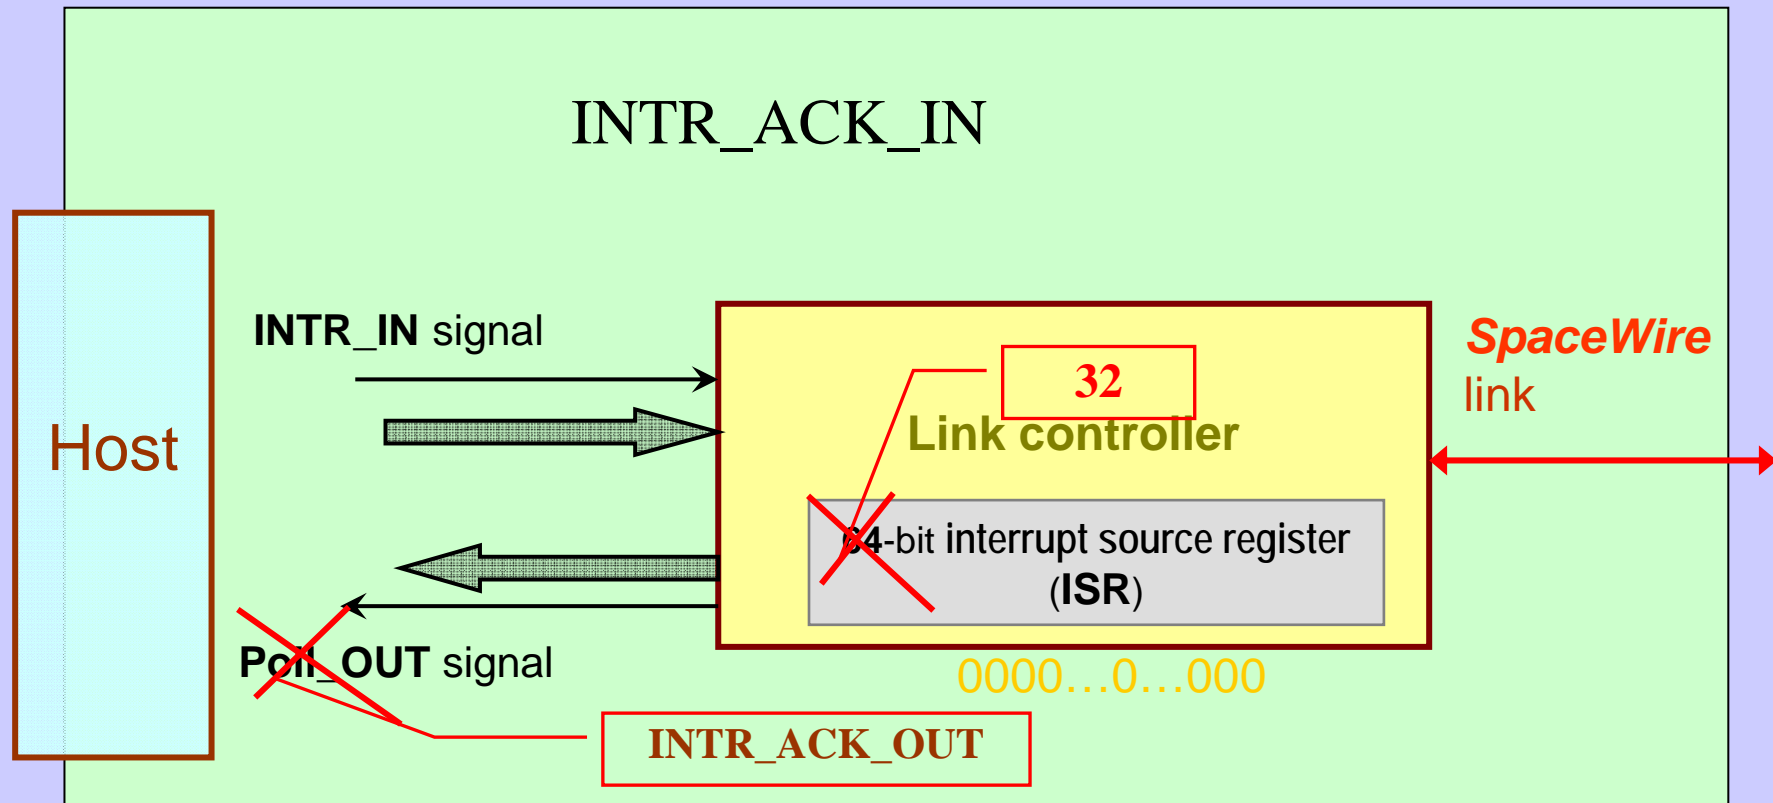 INTR_ACK_IN
INTR_IN signal
SpaceWire
link
32
Host
Link controller
64-bit interrupt source register
(ISR)
Poll_OUT signal
0000…0…000
INTR_ACK_OUT